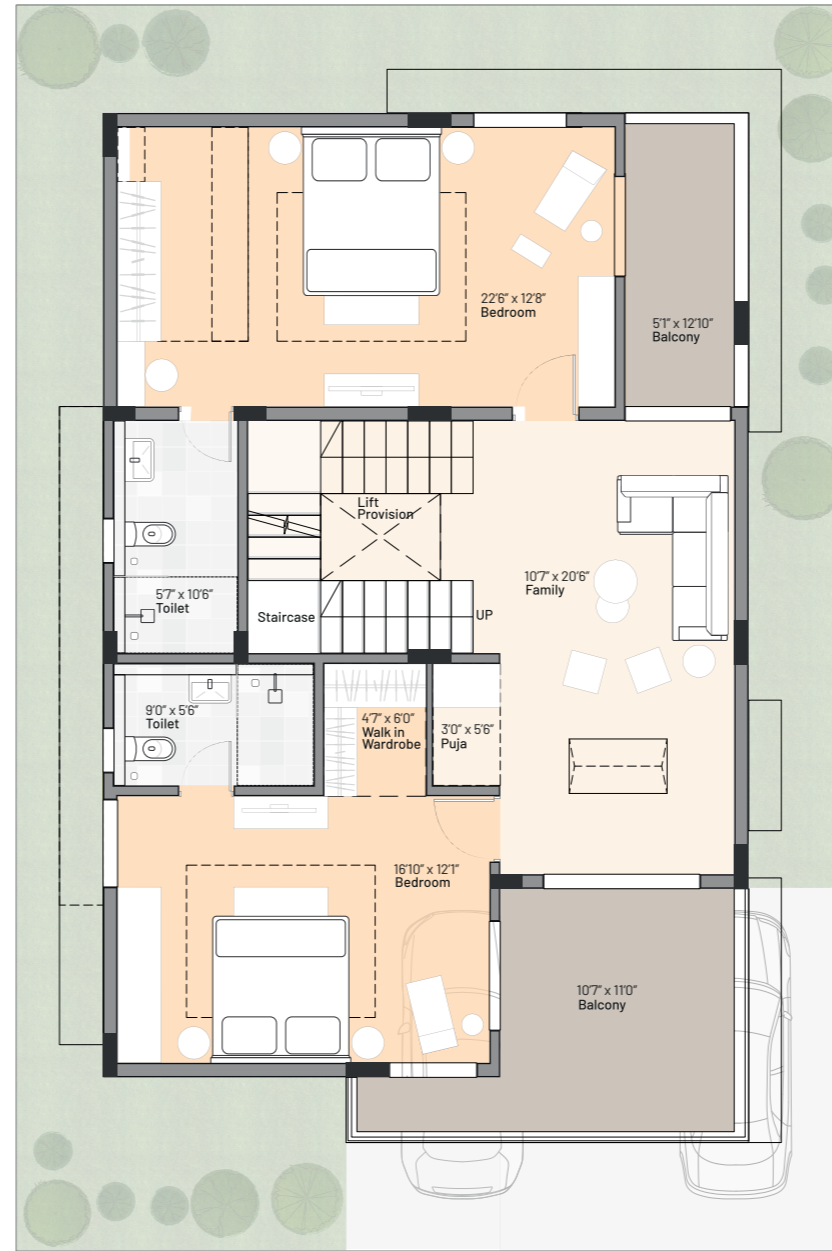 22'6" x 12'8"
Bedroom
5'1" x 12'10"
Balcony
Lift
Provision
10'7" x 20'6"
Family
5'7" x 10'6"
Toilet
Staircase
UP
9'0" x 5'6"
Toilet
4'7" x 6'0"
Walk in
Wardrobe
3'0" x 5'6"
Puja
16'10" x 12'1"
Bedroom
10'7" x 11'0"
Balcony